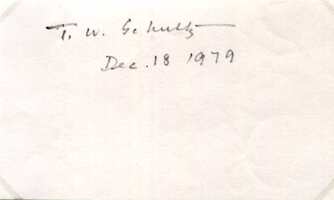 T. W. Schultz
Dec. 18 1979